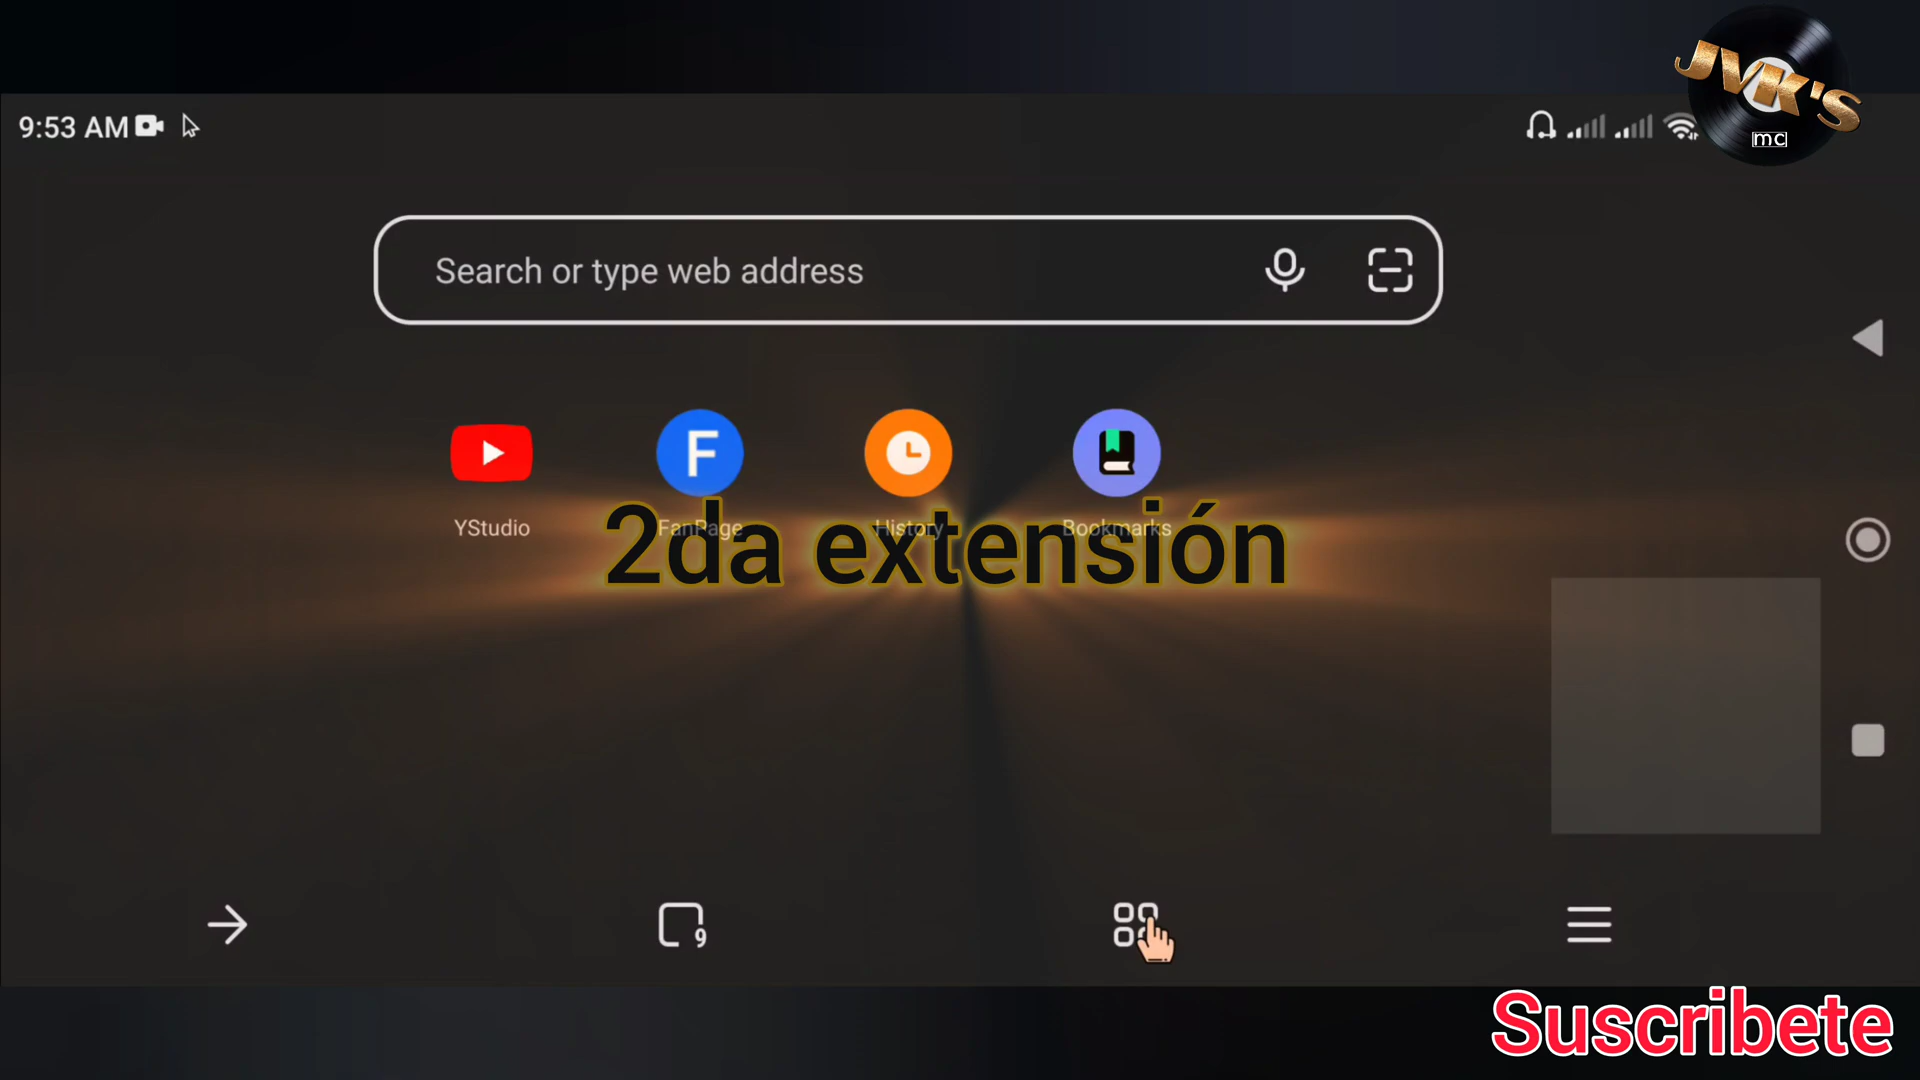 JVK'S
mc
9:53 AM
Search or type web address
YStudio
FanPage
History
Bookmarks
2da extensión
9
Suscribete